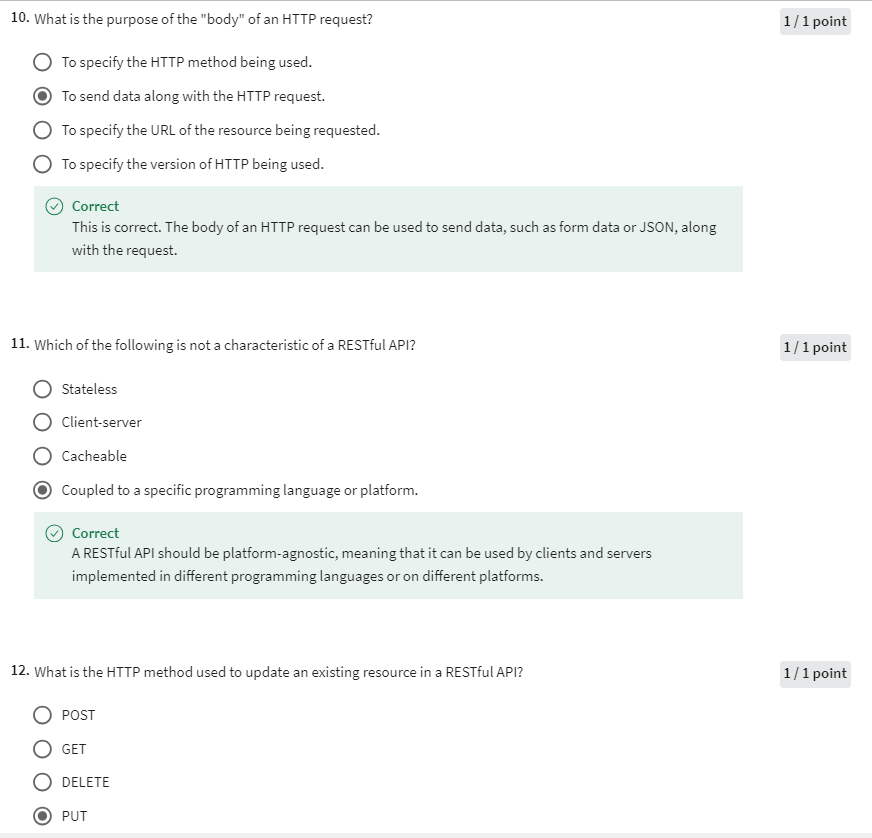 10. What is the purpose of the "body" of an HTTP request?
1 / 1 point
To specify the HTTP method being used.
To send data along with the HTTP request.
To specify the URL of the resource being requested.
To specify the version of HTTP being used.
Correct
This is correct. The body of an HTTP request can be used to send data, such as form data or JSON, along
with the request.
11. Which of the following is not a characteristic of a RESTful API?
1 / 1 point
Stateless
Client-server
Cacheable
Coupled to a specific programming language or platform.
Correct
A RESTful API should be platform-agnostic, meaning that it can be used by clients and servers
implemented in different programming languages or on different platforms.
12. What is the HTTP method used to update an existing resource in a RESTful API?
1 / 1 point
POST
GET
DELETE
PUT